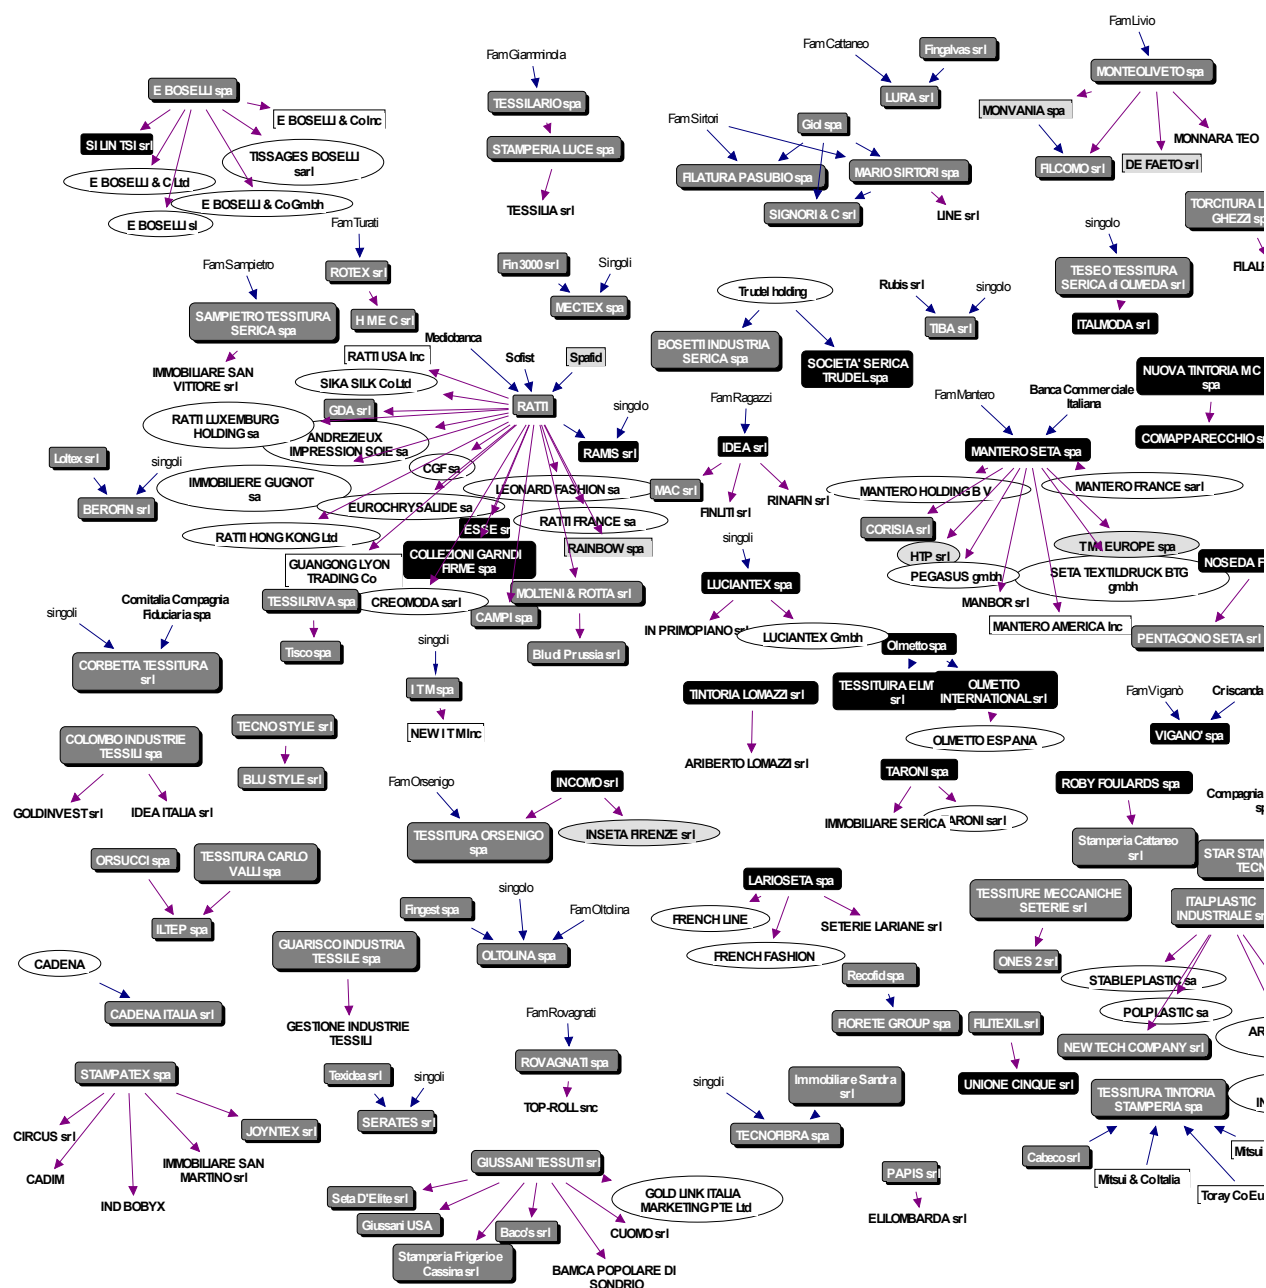 Fam Livio
Fam Cattaneo
Fingalvas srl
Fam Giamminola
MONTEOLIVETO spa
E BOSELLI spa
LURA srl
TESSILARIO spa
MONVANIA spa
E BOSELLI & Co Inc
Fam Sirtori
Gicl spa
MONNARA TEO
SI LIN TSI srl
STAMPERIA LUCE spa
TISSAGES BOSELLI
sarl
FILATURA PASUBIO spa
MARIO SIRTORI spa
FILCOMO srl
DE FAETO srl
E BOSELLI & C Ltd
E BOSELLI & Co Gmbh
TESSILIA srl
SIGNORI & C srl
LINE srl
TORCITURA L
GHEZZI sp
E BOSELLI sl
Fam Turati
singolo
Fam Sampietro
ROTEX srl
Fin 3000 srl
Singoli
FILALP
TESEO TESSITURA
SERICA di OLMEDA srl
Trudel holding
Rubis srl
singolo
SAMPIETRO TESSITURA
SERICA spa
H M E C srl
MECTEX spa
TIBA srl
ITALMODA srl
Mediobanca
BOSETTI INDUSTRIA
SERICA spa
RATTI USA Inc
Sofist
Spafid
SOCIETA' SERICA
TRUDEL spa
IMMOBILIARE SAN
VITTORE srl
SIKA SILK Co Ltd
NUOVA TINTORIA MC
spa
Fam Ragazzi
Fam Mantero
Banca Commerciale
Italiana
GDA srl
RATTI
singolo
RATTI LUXEMBURG
HOLDING sa
ANDREZIEUX
IMPRESSION SOIE sa
RAMIS srl
IDEA srl
MANTERO SETA spa
COMAPPARECCHIO sr
Loltex srl
singoli
CGF sa
IMMOBILIERE GUGNOT
sa
LEONARD FASHION sa
MAC srl
RINAFIN srl
MANTERO HOLDING B V
MANTERO FRANCE sarl
BEROFIN srl
EUROCHRYSALIDE sa
FINLITI srl
RATTI HONG KONG Ltd
ESSE sr
RATTI FRANCE sa
CORISIA srl
singoli
RAINBOW spa
HTP srl
TMI EUROPE spa
GUANGONG LYON
TRADING Co
COLLEZIONI GARNDI
FIRME spa
PEGASUS gmbh
SETA TEXTILDRUCK BTG
gmbh
NOSEDA F
LUCIANTEX spa
TESSILRIVA spa
CREOMODA sarl
MOLTENI & ROTTA srl
MANBOR srl
singoli
Comitalia Compagnia
Fiduciaria spa
CAMPI spa
IN PRIMOPIANO srl
LUCIANTEX Gmbh
MANTERO AMERICA Inc
PENTAGONO SETA srl
singoli
Tisco spa
Blu di Prussia srl
Olmetto spa
CORBETTA TESSITURA
srl
I T M spa
TINTORIA LOMAZZI srl
TESSITUIRA ELM
srl
OLMETTO
INTERNATIONAL srl
Fam Viganò
Criscanda
NEW I T M Inc
TECNO STYLE srl
COLOMBO INDUSTRIE
TESSILI spa
OLMETTO ESPANA
VIGANO' spa
ARIBERTO LOMAZZI srl
BLU STYLE srl
Fam Orsenigo
INCOMO srl
TARONI spa
ROBY FOULARDS spa
GOLDINVEST srl
IDEA ITALIA srl
Compagnia
sp
TESSITURA ORSENIGO
spa
INSETA FIRENZE srl
IMMOBILIARE SERICA
TARONI sarl
Stamperia Cattaneo
srl
STAR STAM
TECN
ORSUCCI spa
TESSITURA CARLO
VALLI spa
LARIOSETA spa
TESSITURE MECCANICHE
SETERIE srl
ITALPLASTIC
INDUSTRIALE sr
singolo
Fingest spa
Fam Oltolina
FRENCH LINE
SETERIE LARIANE srl
ILTEP spa
GUARISCO INDUSTRIA
TESSILE spa
OLTOLINA spa
FRENCH FASHION
ONES 2 srl
CADENA
Recofid spa
STABLEPLASTIC sa
CADENA ITALIA srl
POLPLASTIC sa
GESTIONE INDUSTRIE
TESSILI
Fam Rovagnati
FIORETE GROUP spa
FILITEXIL srl
AR
NEW TECH COMPANY srl
ROVAGNATI spa
STAMPATEX spa
Texidea srl
singoli
singoli
Immobiliare Sandra
srl
UNIONE CINQUE srl
TESSITURA TINTORIA
STAMPERIA spa
IN
TOP-ROLL snc
SERATES srl
CIRCUS srl
JOYNTEX srl
TECNOFIBRA spa
Cabeco srl
Mitsui
IMMOBILIARE SAN
MARTINO srl
GIUSSANI TESSUTI srl
CADIM
PAPIS srl
Mitsui & Co Italia
IND BOBYX
Seta D'Elite srl
GOLD LINK ITALIA
MARKETING PTE Ltd
Toray Co Eu
Giussani USA
Baco's srl
CUOMO srl
ELILOMBARDA srl
Stamperia Frigerio e
Cassina srl
BAMCA POPOLARE DI
SONDRIO